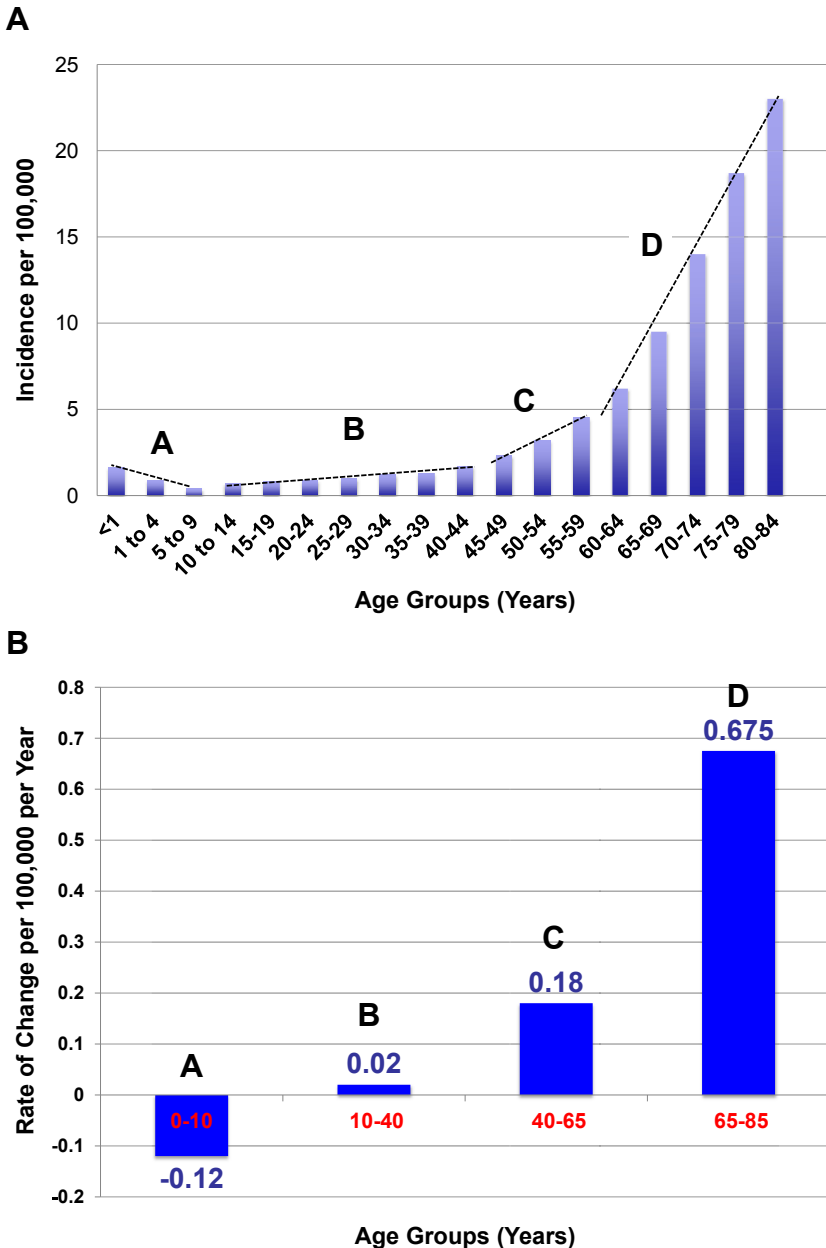 A
25
20
15
10
5
0
Incidence per 100,000
A
B
C
D
<1
1 to 4
5 to 9
10 to 14
15-19
20-24
25-29
30-34
35-39
40-44
45-49
50-54
55-59
60-64
65-69
70-74
75-79
80-84
Age Groups (Years)
B
0.8
0.7
0.6
0.5
0.4
0.3
0.2
0.1
0
-0.1
-0.2
Rate of Change per 100,000 per Year
A
0-10
-0.12
B
0.02
10-40
C
0.18
40-65
D
0.675
65-85
Age Groups (Years)